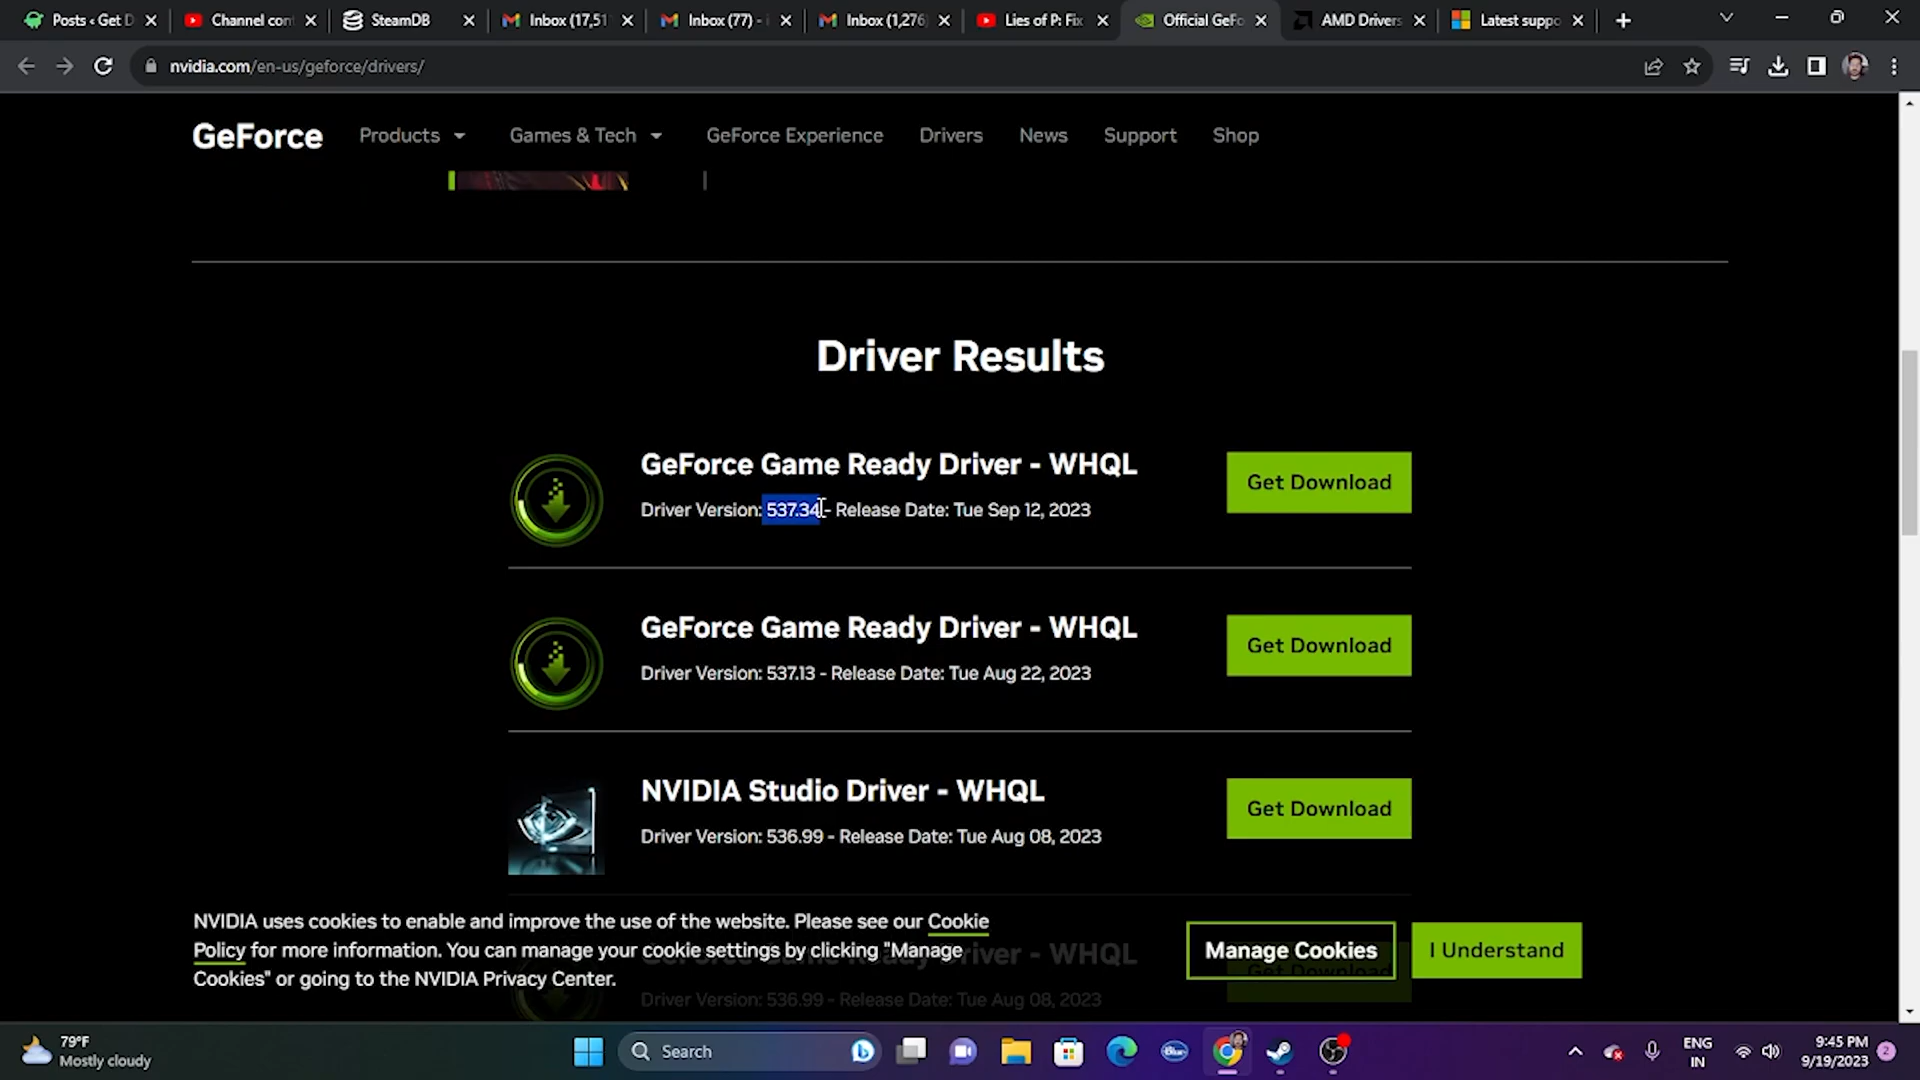 Posts ‹ Get D
Channel con
SteamDB
Inbox (17,51
Inbox (77) - i
Inbox (1,276
Lies of P: Fix
Official GeFo
AMD Drivers
Latest suppo
nvidia.com/en-us/geforce/drivers/
GeForce
Products
Games & Tech
GeForce Experience
Drivers
News
Support
Shop
Driver Results
GeForce Game Ready Driver - WHQL
Driver Version: 537.34 - Release Date: Tue Sep 12, 2023
Get Download
GeForce Game Ready Driver - WHQL
Driver Version: 537.13 - Release Date: Tue Aug 22, 2023
Get Download
NVIDIA Studio Driver - WHQL
Driver Version: 536.99 - Release Date: Tue Aug 08, 2023
Get Download
NVIDIA uses cookies to enable and improve the use of the website. Please see our Cookie
Policy for more information. You can manage your cookie settings by clicking "Manage
Cookies" or going to the NVIDIA Privacy Center.
Manage Cookies
I Understand
GeForce Game Ready Driver - WHQL
Driver Version: 536.99 - Release Date: Tue Aug 08, 2023
Get Download
79°F
Mostly cloudy
Search
ENG
IN
9:45 PM
9/19/2023
2